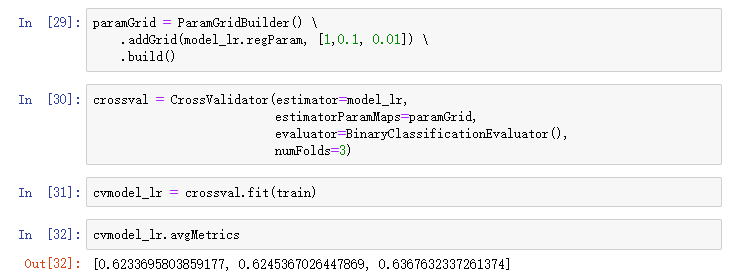 In [29]: paramGrid = ParamGridBuilder() \
.addGrid(model_lr.regParam, [1,0.1, 0.01]) \
.build()
In [30]: crossval = CrossValidator(estimator=model_lr,
estimatorParamMaps=paramGrid,
evaluator=BinaryClassificationEvaluator(),
numFolds=3)
In [31]: cvmodel_lr = crossval.fit(train)
In [32]: cvmodel_lr.avgMetrics
Out[32]: [0.6233695803859177, 0.6245367026447869, 0.6367632337261374]